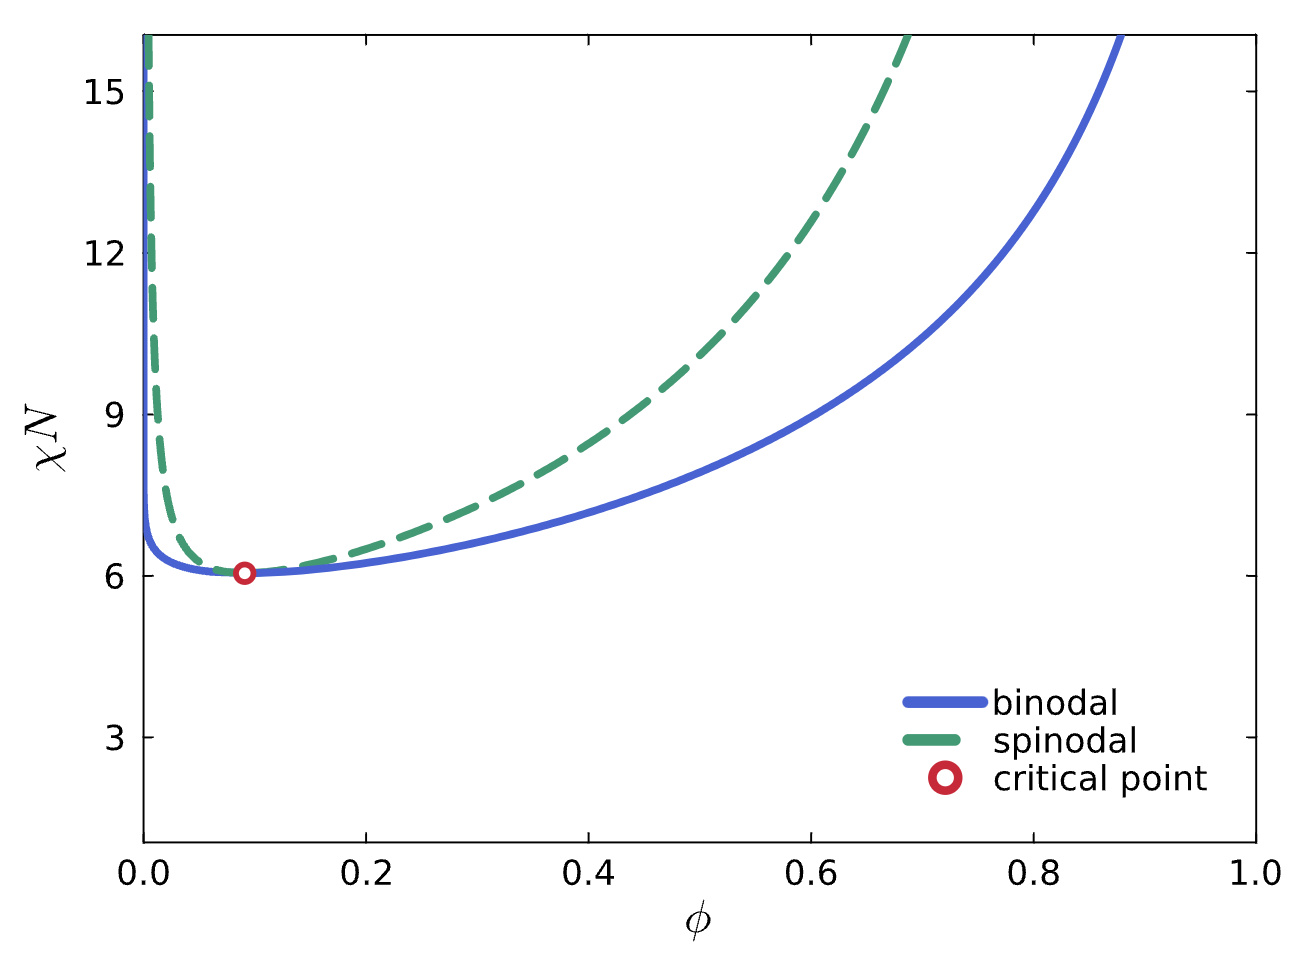 15
12
9
6
3
χN
0.0 0.2 0.4 0.6 0.8 1.0
ϕ
binodal
spinodal
critical point